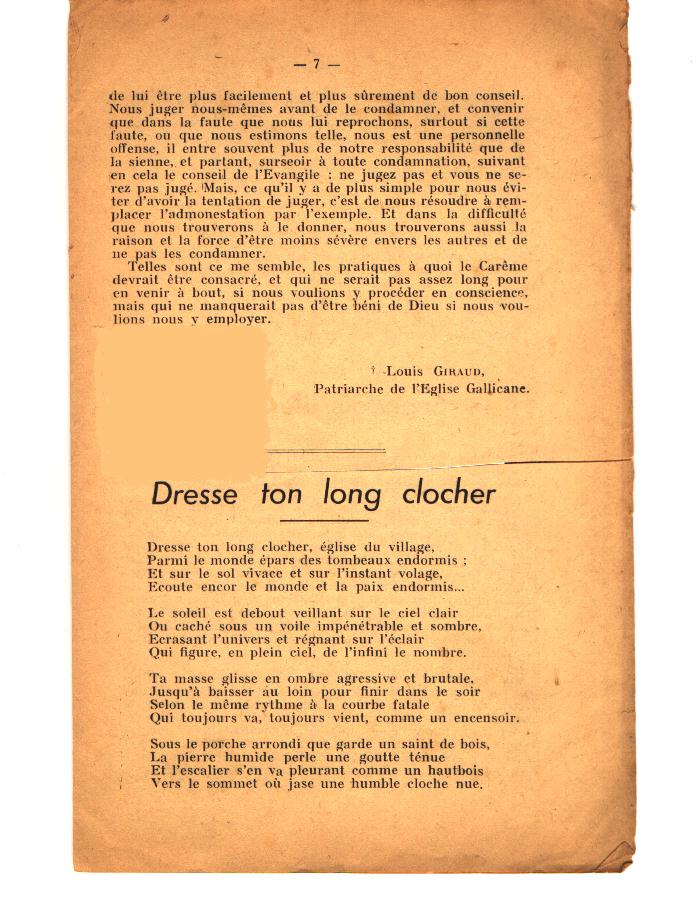 — 7 —
de lui être plus facilement et plus sûrement de bon conseil.
Nous juger nous-mêmes avant de le condamner, et convenir
que dans la faute que nous lui reprochons, surtout si cette
faute, ou que nous estimons telle, nous est une personnelle
offense, il entre souvent plus de notre responsabilité que de
la sienne, et partant, surseoir à toute condamnation, suivant
en cela le conseil de l'Evangile : ne jugez pas et vous ne se-
rez pas jugé. Mais, ce qu'il y a de plus simple pour nous évi-
ter d'avoir la tentation de juger, c'est de nous résoudre à rem-
placer l'admonestation par l'exemple. Et dans la difficulté
que nous trouverons à le donner, nous trouverons aussi la
raison et la force d'être moins sévère envers les autres et de
ne pas les condamner.
Telles sont ce me semble, les pratiques à quoi le Carême
devrait être consacré, et qui ne serait pas assez long pour
en venir à bout, si nous voulions y procéder en conscience,
mais qui ne manquerait pas d'être béni de Dieu si nous vou-
lions nous y employer.
† Louis GIRAUD,
Patriarche de l'Eglise Gallicane.
Dresse ton long clocher
Dresse ton long clocher, église du village,
Parmi le monde épars des tombeaux endormis ;
Et sur le sol vivace et sur l'instant volage,
Ecoute encor le monde et la paix endormis...
Le soleil est debout veillant sur le ciel clair
Ou caché sous un voile impénétrable et sombre,
Ecrasant l'univers et régnant sur l'éclair
Qui figure, en plein ciel, de l'infini le nombre.
Ta masse glisse en ombre agressive et brutale,
Jusqu'à baisser au loin pour finir dans le soir
Selon le même rythme à la courbe fatale
Qui toujours va, toujours vient, comme un encensoir.
Sous le porche arrondi que garde un saint de bois,
La pierre humide perle une goutte ténue
Et l'escalier s'en va pleurant comme un hautbois
Vers le sommet où jase une humble cloche nue.